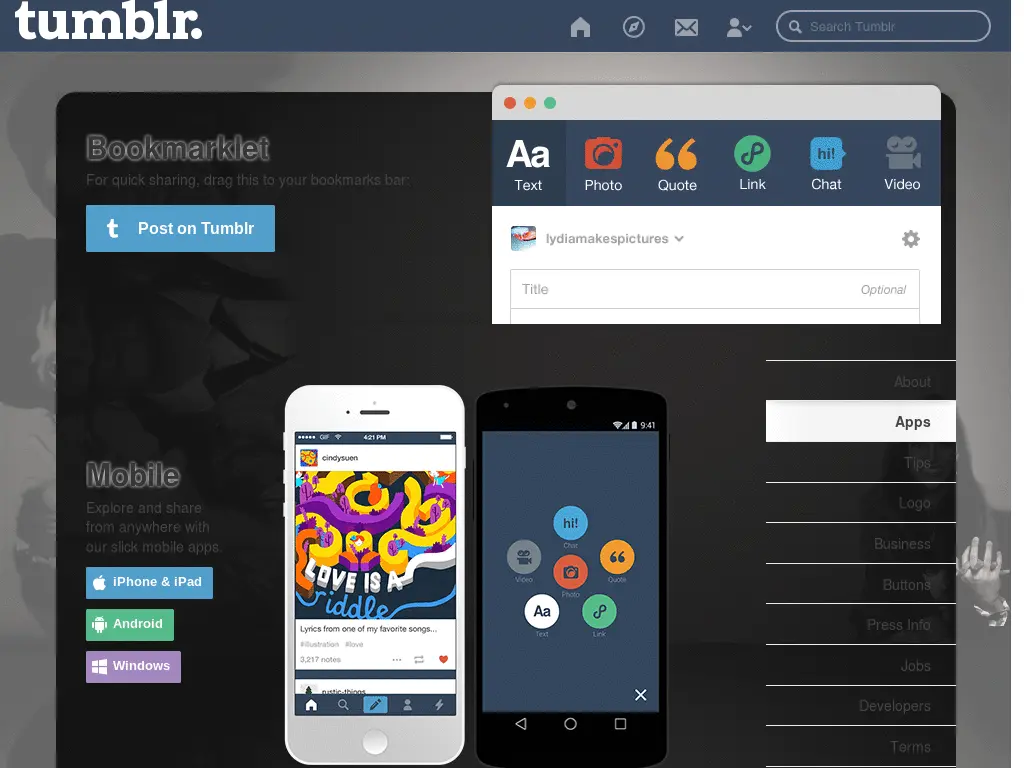 tumblr.
Search Tumblr
Bookmarklet
For quick sharing, drag this to your bookmarks bar:
t Post on Tumblr
Aa
hi!
Text Photo Quote Link Chat Video
lydiamakespictures
Title Optional
About
Apps
Tips
Logo
Business
Buttons
Press Info
Jobs
Developers
Terms
Mobile
Explore and share
from anywhere with
our slick mobile apps.
iPhone & iPad
Android
Windows
GIF 4:21 PM
cindysuen
LOVE IS A
riddle
Lyrics from one of my favorite songs...
#illustration #love
3,217 notes
rustic-things
9:41
hi!
Chat
Video
Quote
Photo
Aa
Text
Link